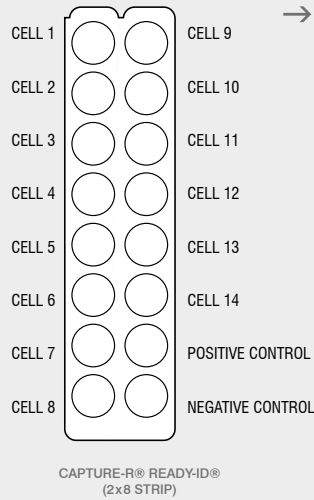 CELL 1
CELL 2
CELL 3
CELL 4
CELL 5
CELL 6
CELL 7
CELL 8
CELL 9
CELL 10
CELL 11
CELL 12
CELL 13
CELL 14
POSITIVE CONTROL
NEGATIVE CONTROL
CAPTURE-R® READY-ID®
(2x8 STRIP)